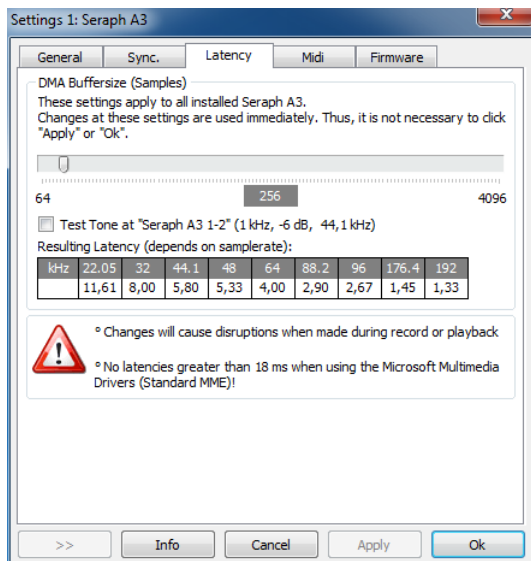 Settings 1: Seraph A3
General Sync. Latency Midi Firmware
DMA Buffersize (Samples)
These settings apply to all installed Seraph A3.
Changes at these settings are used immediately. Thus, it is not necessary to click
"Apply" or "Ok".
64 256 4096
Test Tone at "Seraph A3 1-2" (1 kHz, -6 dB, 44,1 kHz)
Resulting Latency (depends on samplerate):
kHz 22.05 32 44.1 48 64 88.2 96 176.4 192
11,61 8,00 5,80 5,33 4,00 2,90 2,67 1,45 1,33
° Changes will cause disruptions when made during record or playback
° No latencies greater than 18 ms when using the Microsoft Multimedia
Drivers (Standard MME)!
>> Info Cancel Apply Ok